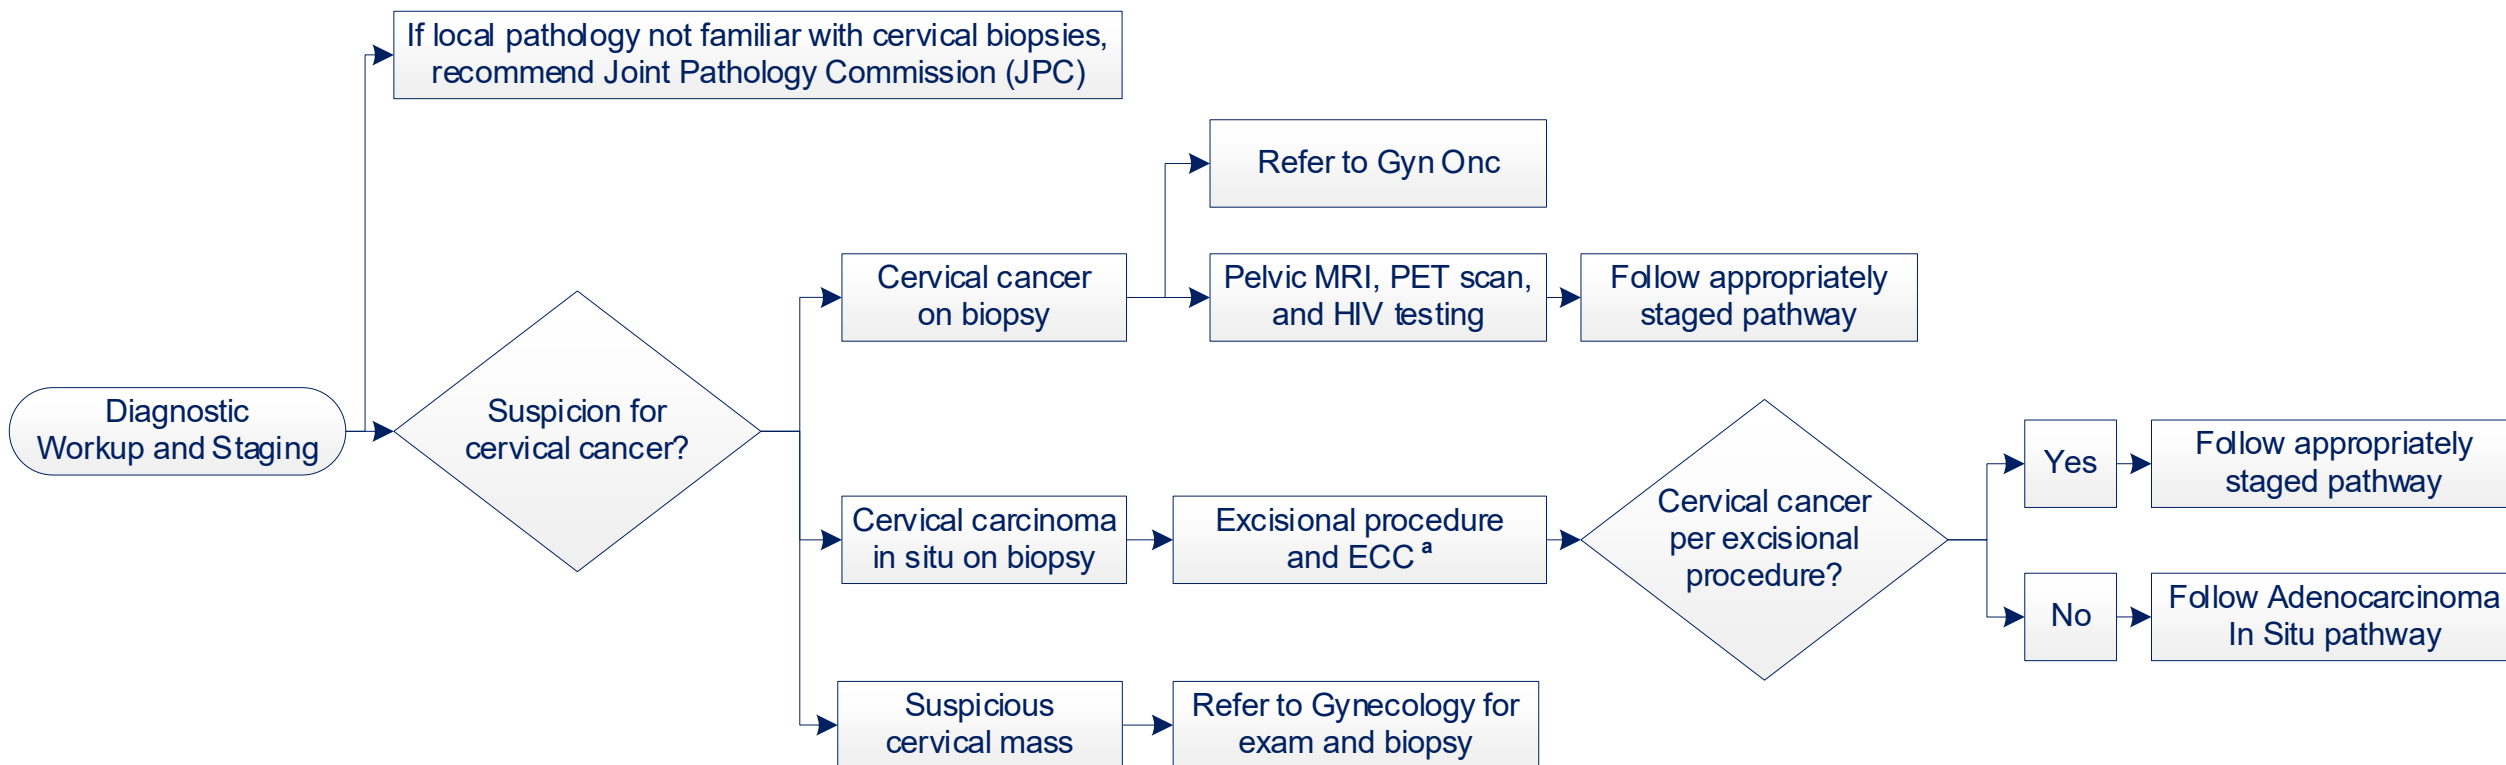 If local pathology not familiar with cervical biopsies,
recommend Joint Pathology Commission (JPC)
Refer to Gyn Onc
Cervical cancer
on biopsy
Pelvic MRI, PET scan,
and HIV testing
Follow appropriately
staged pathway
Diagnostic
Workup and Staging
Suspicion for
cervical cancer?
Cervical carcinoma
in situ on biopsy
Excisional procedure
and ECC a
Cervical cancer
per excisional
procedure?
Yes
Follow appropriately
staged pathway
No
Follow Adenocarcinoma
In Situ pathway
Suspicious
cervical mass
Refer to Gynecology for
exam and biopsy